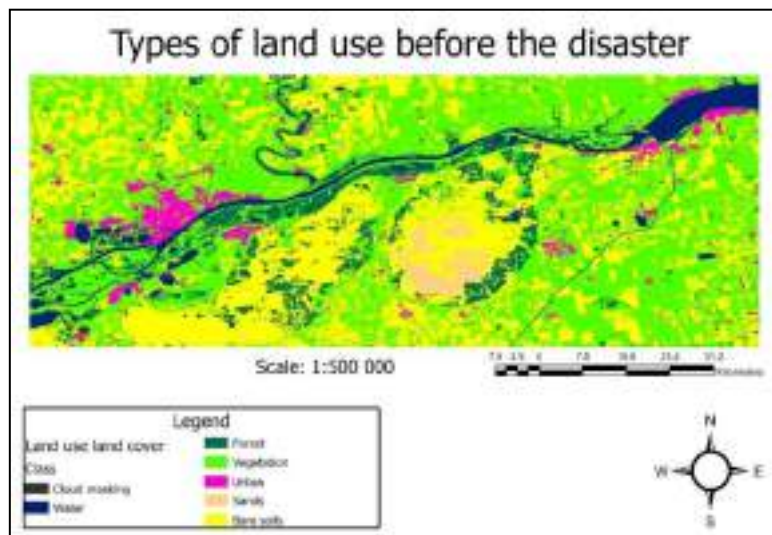 Types of land use before the disaster
Scale: 1:500 000
Kilometers
Legend
Land use land cover
Class
Cloud masking
Water
Forest
Vegetation
Urban
Sands
Bare soils
N
W
E
S